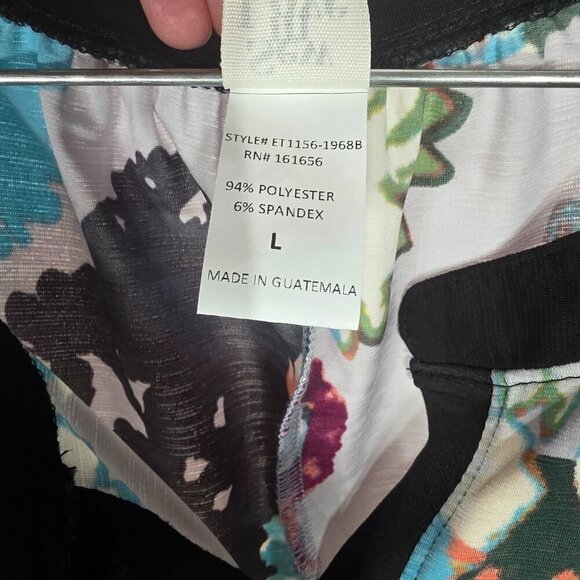 STYLE# ET1156-1968B
RN# 161656
94% POLYESTER
6% SPANDEX
L
MADE IN GUATEMALA